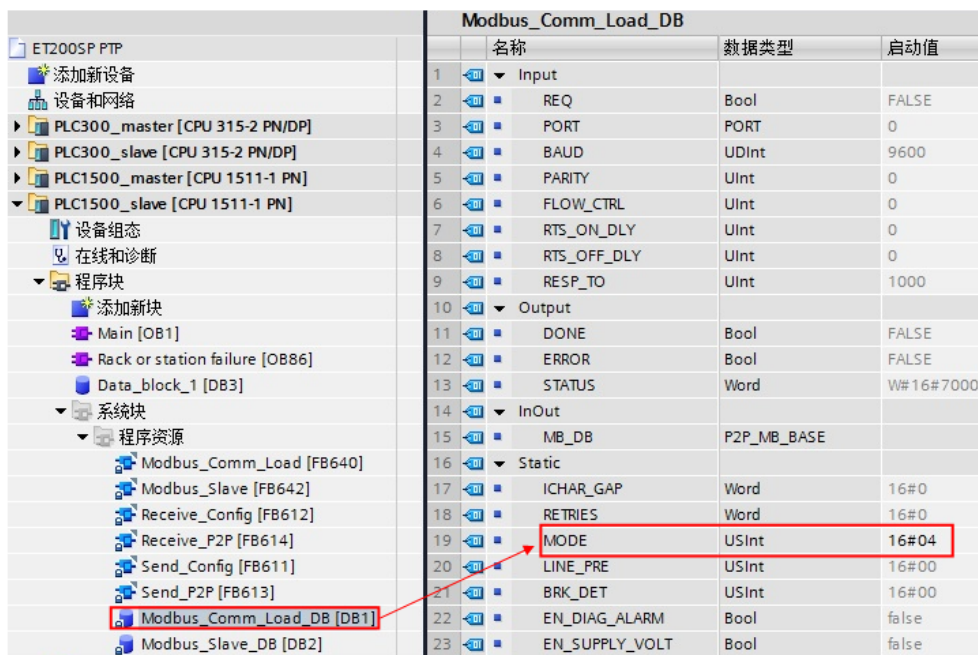 ET200SP PTP
添加新设备
设备和网络
PLC300_master [CPU 315-2 PN/DP]
PLC300_slave [CPU 315-2 PN/DP]
PLC1500_master [CPU 1511-1 PN]
PLC1500_slave [CPU 1511-1 PN]
设备组态
在线和诊断
程序块
添加新块
Main [OB1]
Rack or station failure [OB86]
Data_block_1 [DB3]
系统块
程序资源
Modbus_Comm_Load [FB640]
Modbus_Slave [FB642]
Receive_Config [FB612]
Receive_P2P [FB614]
Send_Config [FB611]
Send_P2P [FB613]
Modbus_Comm_Load_DB [DB1]
Modbus_Slave_DB [DB2]
Modbus_Comm_Load_DB
名称 数据类型 启动值
1 Input
2 REQ Bool FALSE
3 PORT PORT 0
4 BAUD UDInt 9600
5 PARITY UInt 0
6 FLOW_CTRL UInt 0
7 RTS_ON_DLY UInt 0
8 RTS_OFF_DLY UInt 0
9 RESP_TO UInt 1000
10 Output
11 DONE Bool FALSE
12 ERROR Bool FALSE
13 STATUS Word W#16#7000
14 InOut
15 MB_DB P2P_MB_BASE
16 Static
17 ICHAR_GAP Word 16#0
18 RETRIES Word 16#0
19 MODE USInt 16#04
20 LINE_PRE USInt 16#00
21 BRK_DET USInt 16#00
22 EN_DIAG_ALARM Bool false
23 EN_SUPPLY_VOLT Bool false